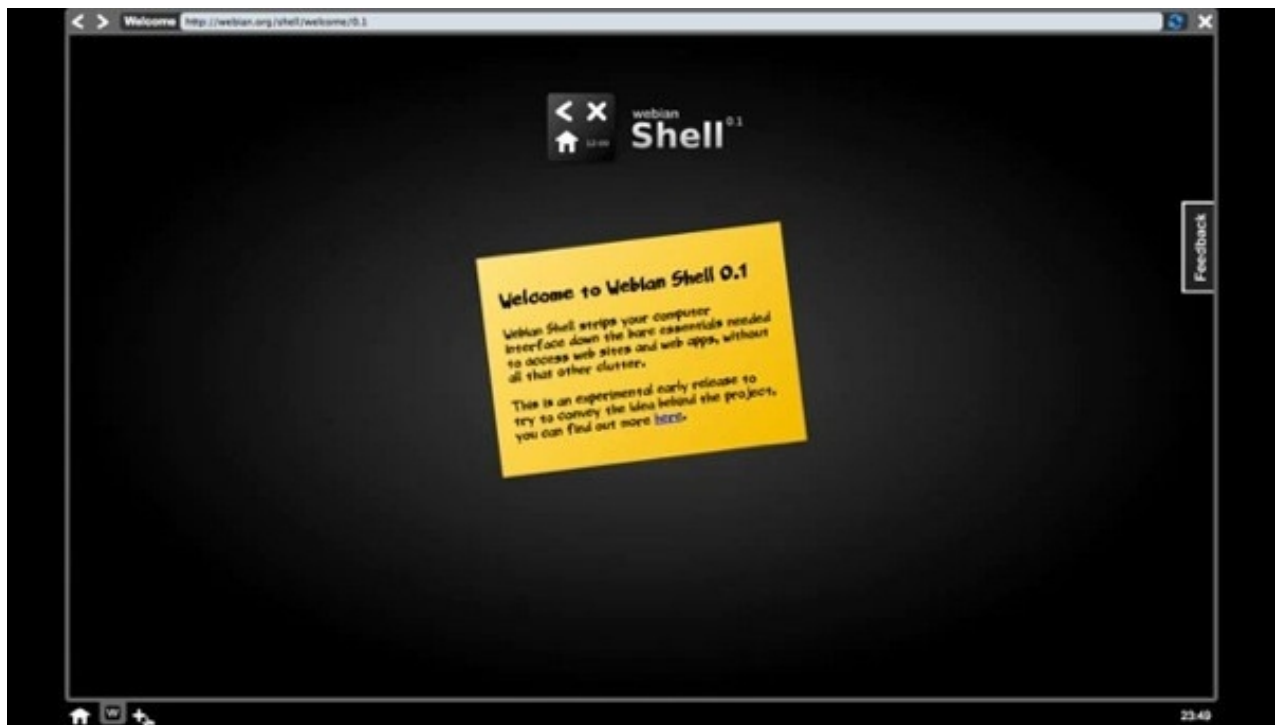 Welcome http://webian.org/shell/welcome/0.1
12:00
webian
Shell 0.1
Feedback
Welcome to Webian Shell 0.1
Webian Shell strips your computer
interface down the bare essentials needed
to access web sites and web apps, without
all that other clutter.
This is an experimental early release to
try to convey the idea behind the project,
you can find out more here.
W
23:49